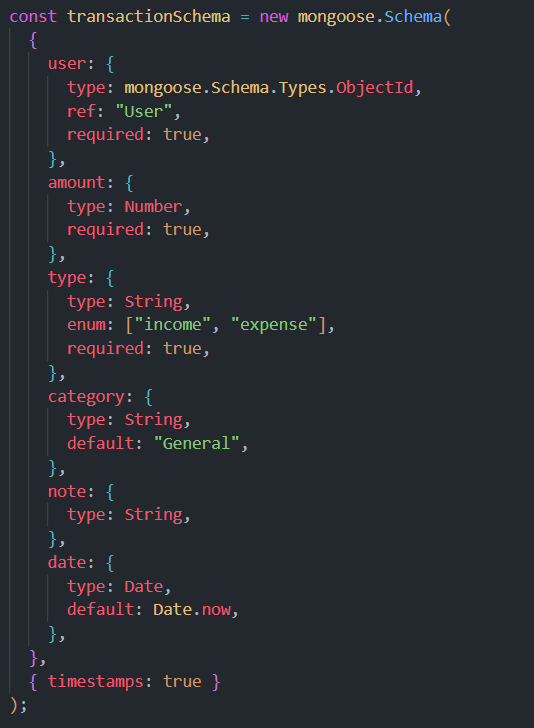 const transactionSchema = new mongoose.Schema(
  {
    user: {
      type: mongoose.Schema.Types.ObjectId,
      ref: "User",
      required: true,
    },
    amount: {
      type: Number,
      required: true,
    },
    type: {
      type: String,
      enum: ["income", "expense"],
      required: true,
    },
    category: {
      type: String,
      default: "General",
    },
    note: {
      type: String,
    },
    date: {
      type: Date,
      default: Date.now,
    },
  },
  { timestamps: true }
);